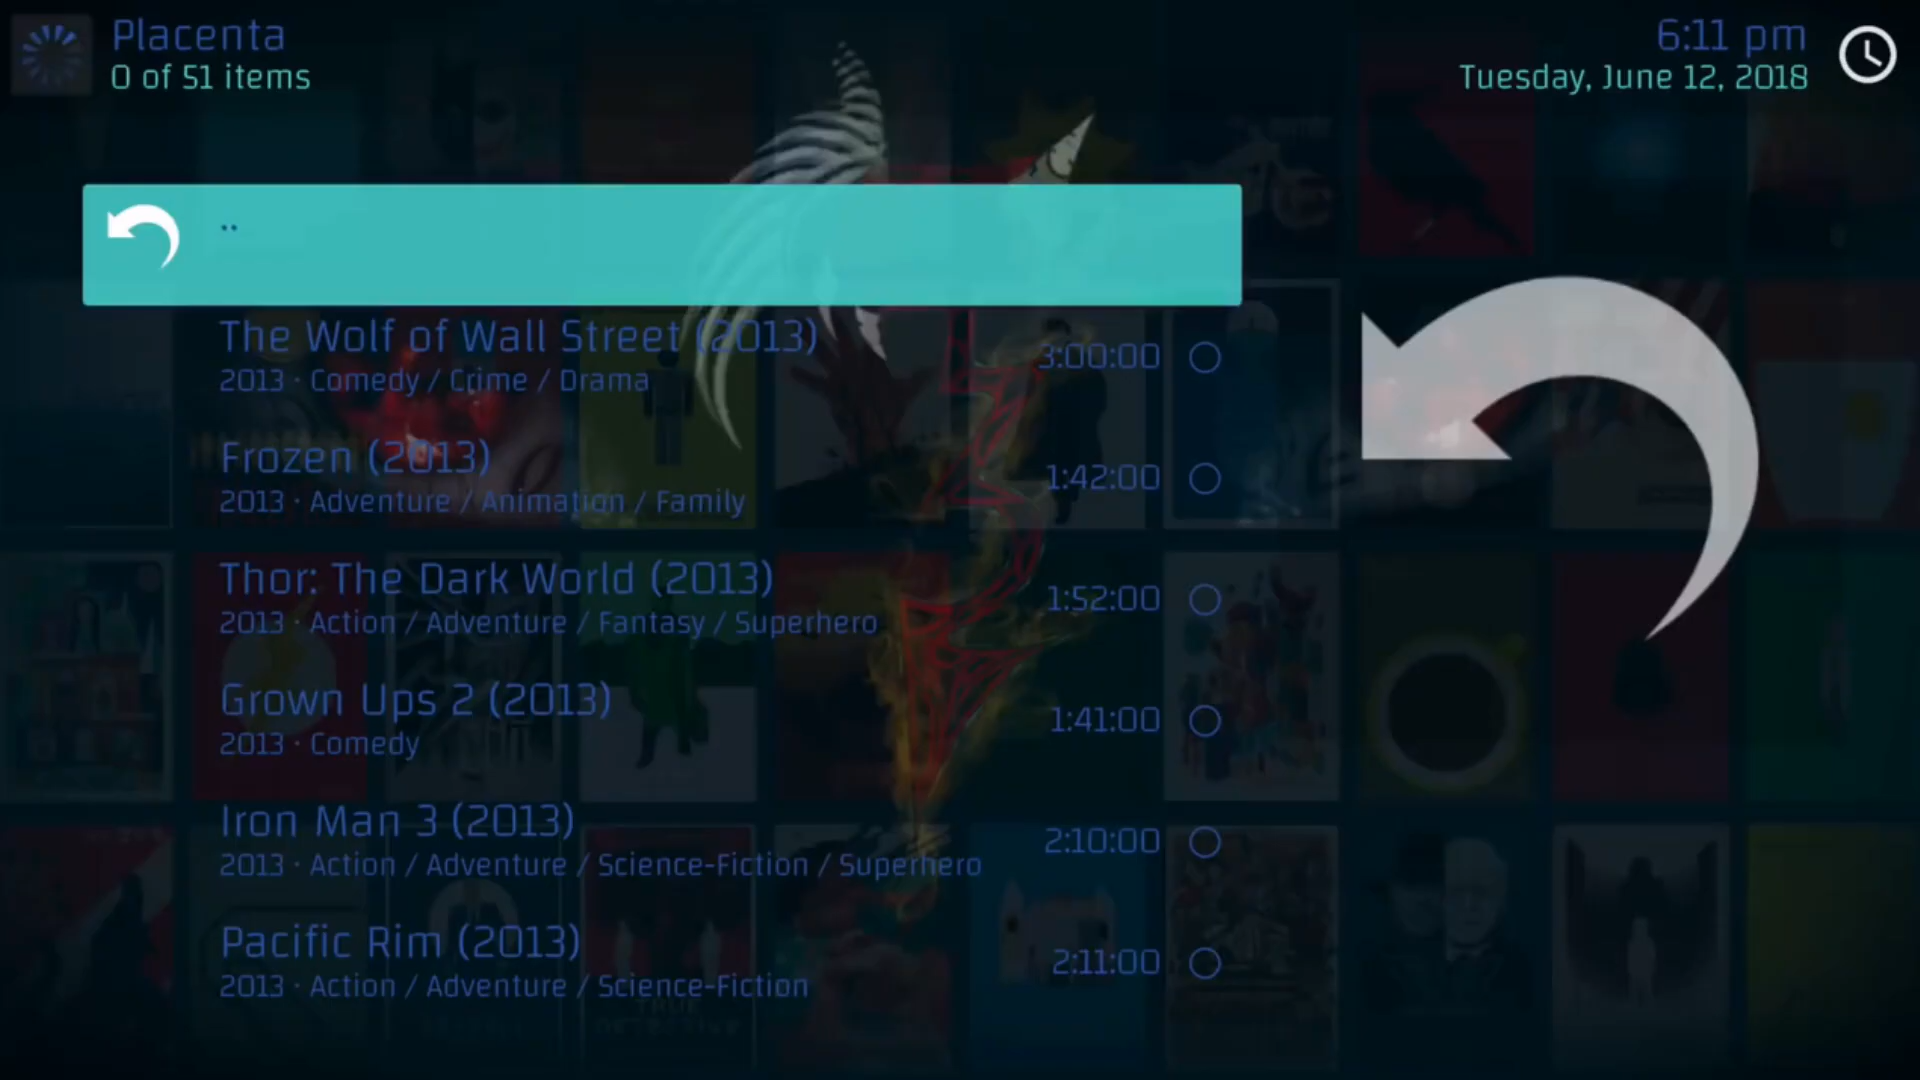 Placenta
0 of 51 items
6:11 pm
Tuesday, June 12, 2018
..
The Wolf of Wall Street (2013)
2013 · Comedy / Crime / Drama
3:00:00
Frozen (2013)
2013 · Adventure / Animation / Family
1:42:00
Thor: The Dark World (2013)
2013 · Action / Adventure / Fantasy / Superhero
1:52:00
Grown Ups 2 (2013)
2013 · Comedy
1:41:00
Iron Man 3 (2013)
2013 · Action / Adventure / Science-Fiction / Superhero
2:10:00
Pacific Rim (2013)
2013 · Action / Adventure / Science-Fiction
2:11:00
TRUE
DETECTIVE